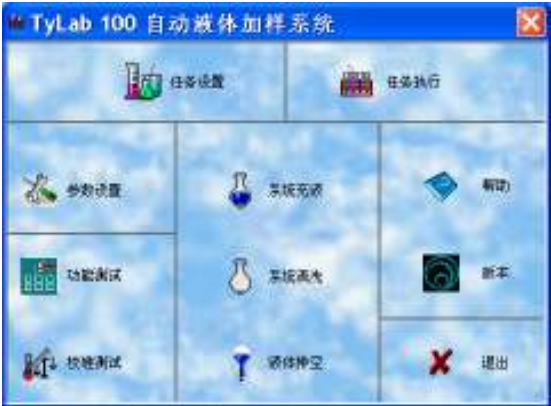 TyLab 100 自动液体加样系统
任务设置 任务执行
参数设置 系统充液 帮助
功能测试 系统清洗 版本
校准测试 液体排空 退出